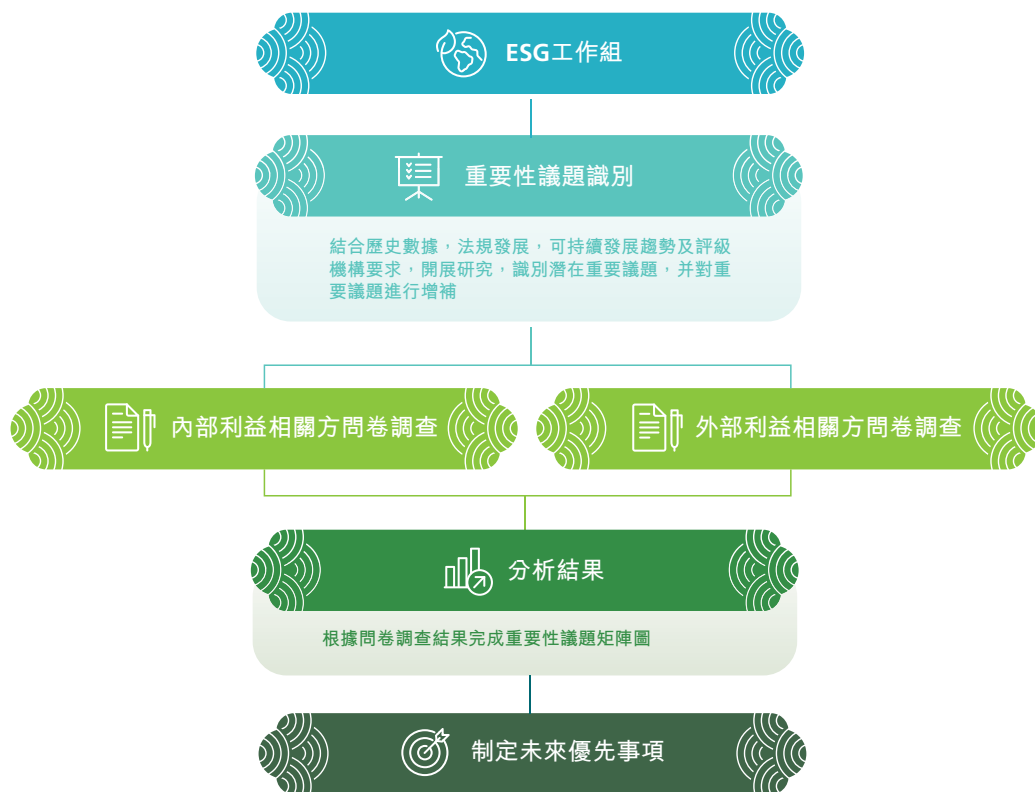 ESG工作組
重要性議題識別
結合歷史數據，法規發展，可持續發展趨勢及評級
機構要求，開展研究，識別潛在重要議題，并對重
要議題進行增補
內部利益相關方問卷調查
外部利益相關方問卷調查
分析結果
根據問卷調查結果完成重要性議題矩陣圖
制定未來優先事項